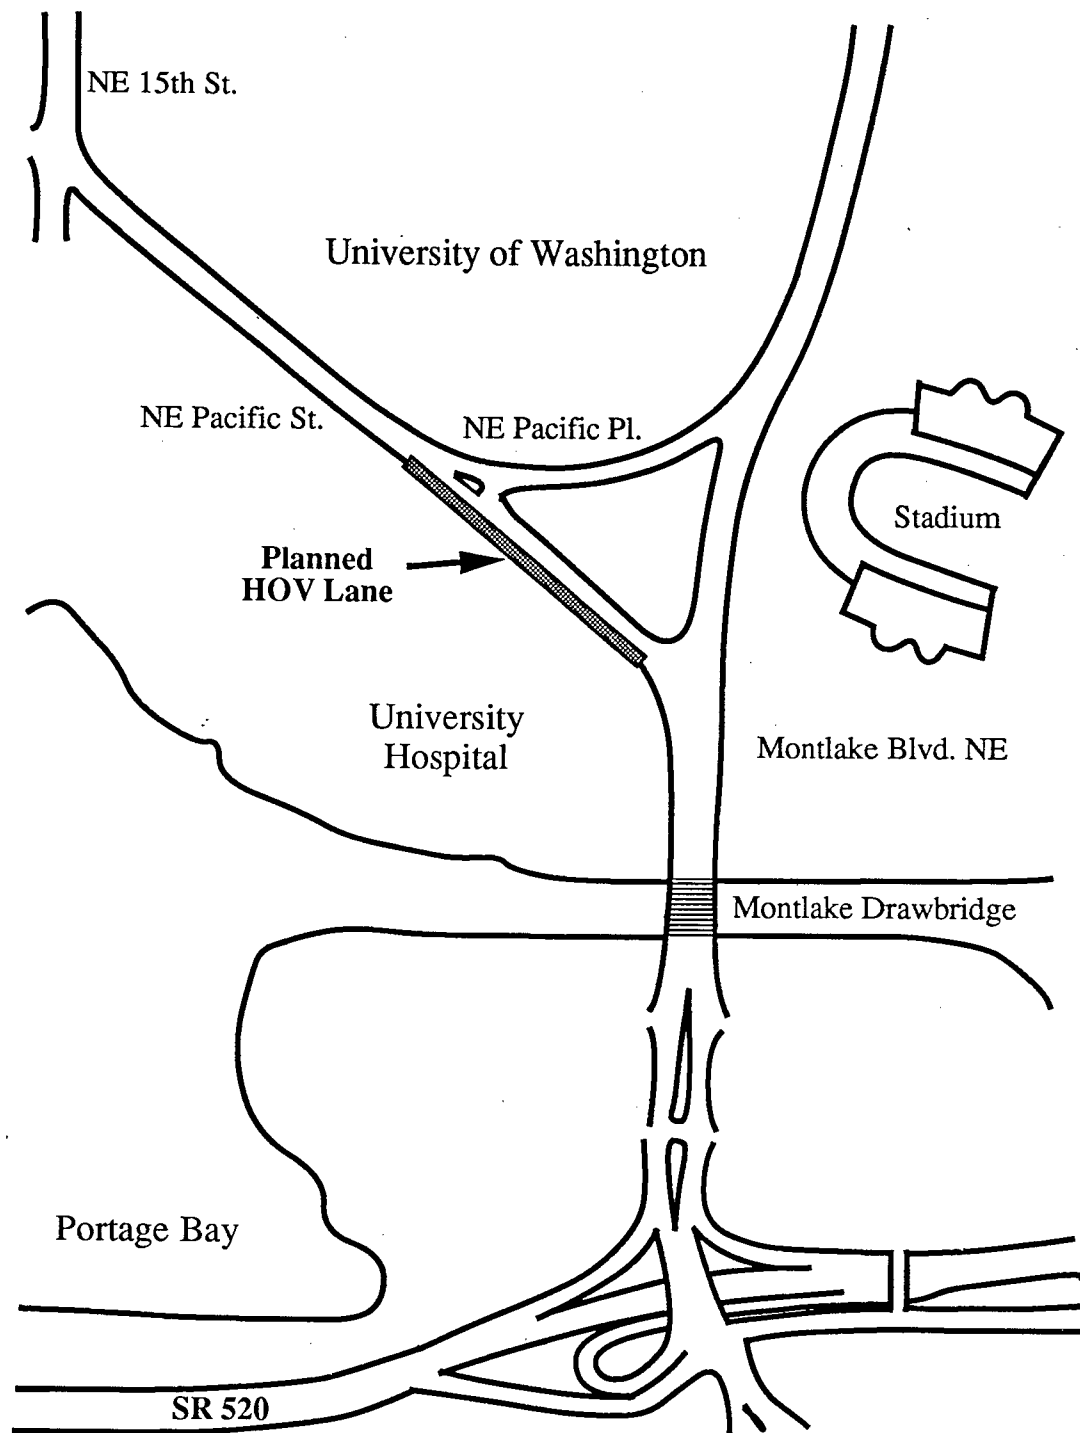 NE 15th St.
University of Washington
NE Pacific St.
NE Pacific Pl.
Stadium
Planned
HOV Lane
University
Hospital
Montlake Blvd. NE
Montlake Drawbridge
Portage Bay
SR 520